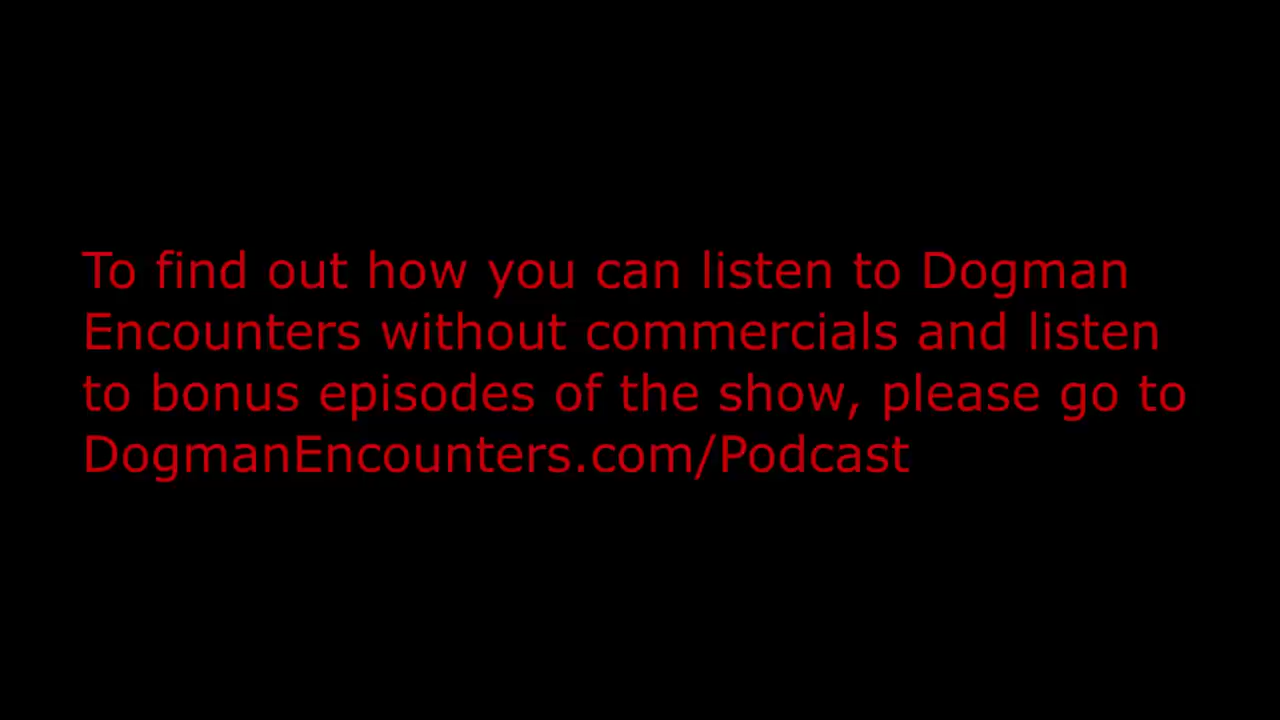 To find out how you can listen to Dogman
Encounters without commercials and listen
to bonus episodes of the show, please go to
DogmanEncounters.com/Podcast